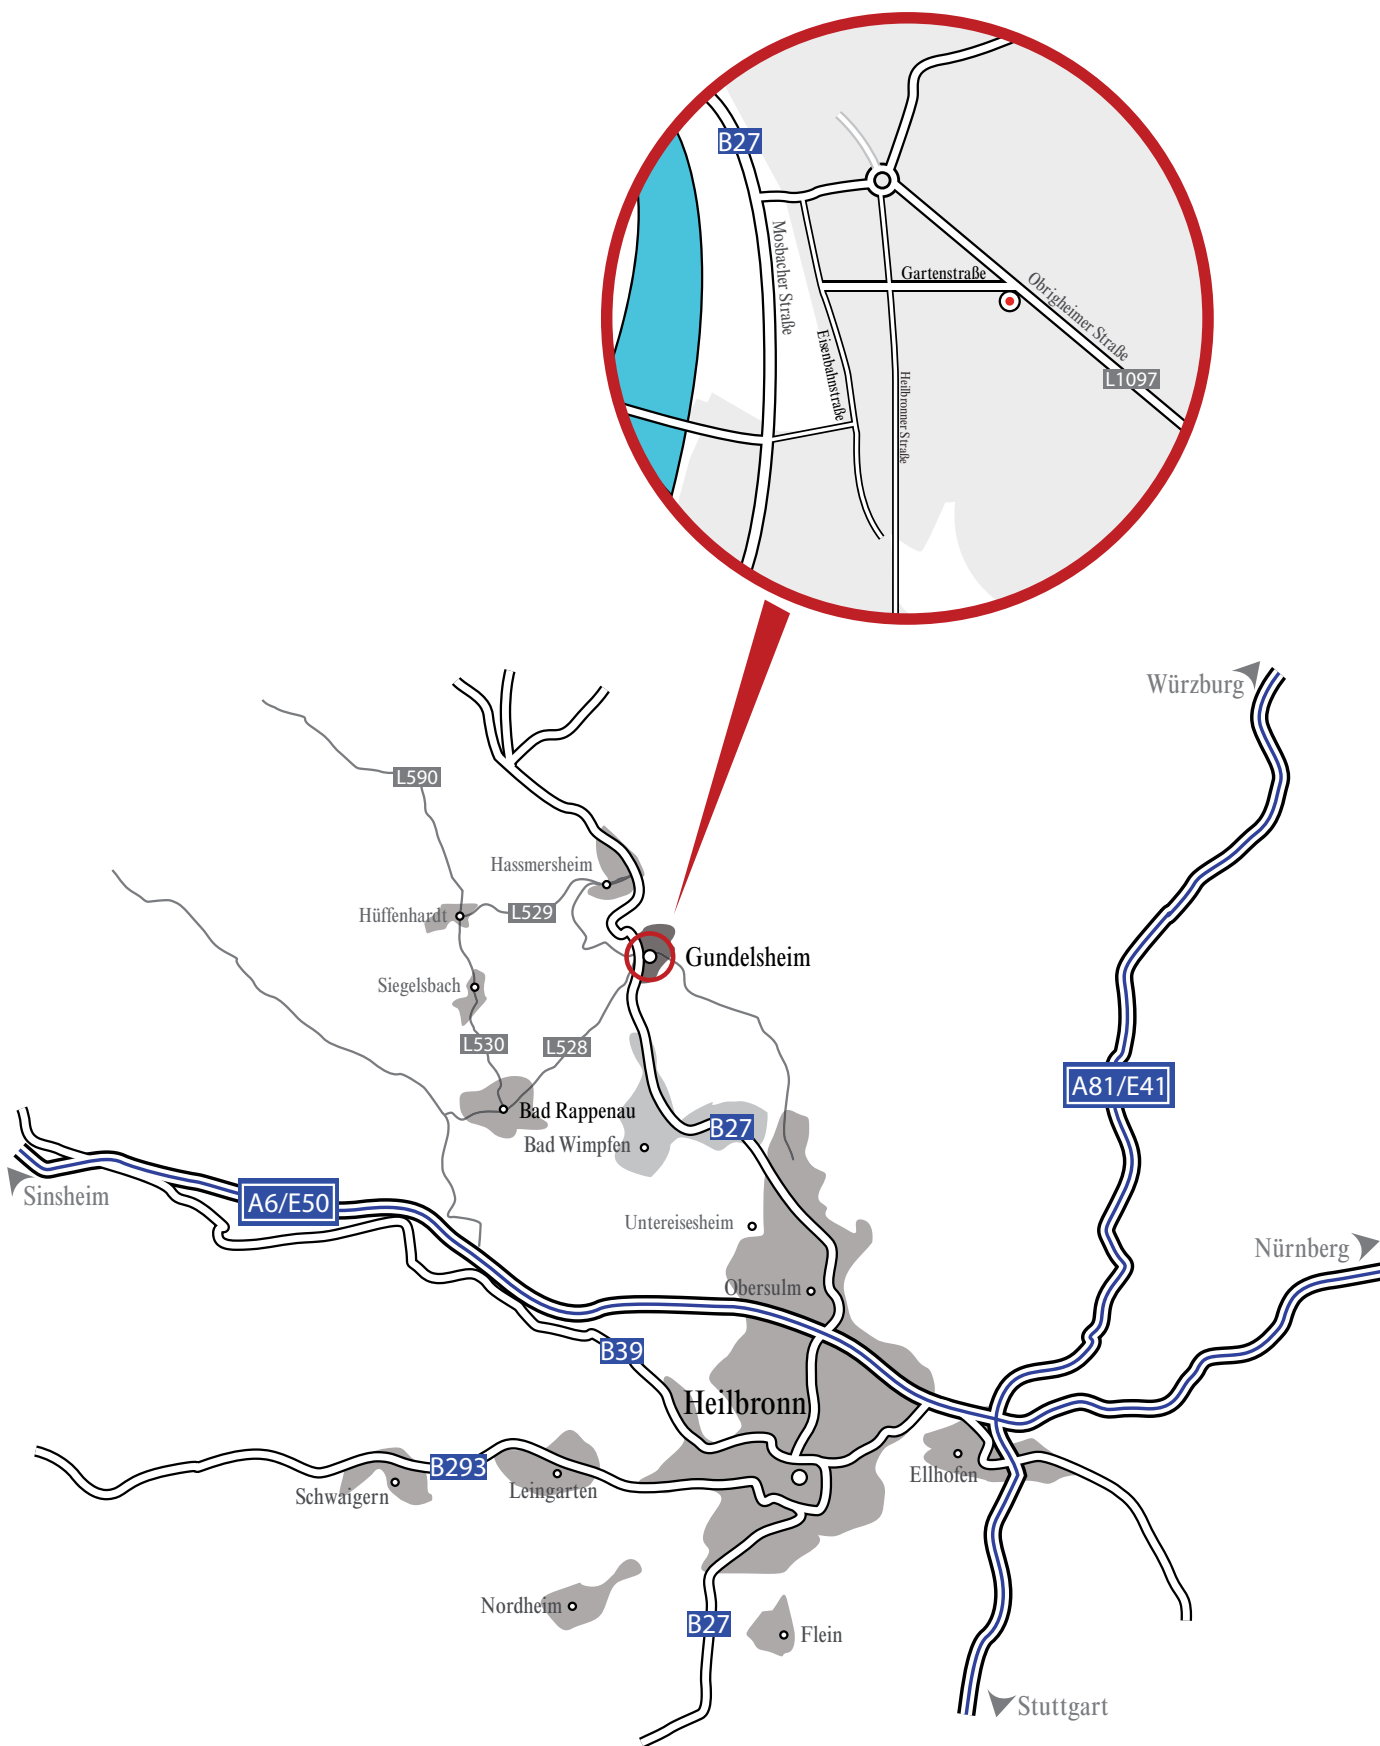 B27
Mosbacher Straße
Gartenstraße
Obrigheimer Straße
Eisenbahnstraße
Heilbronner Straße
L1097
Würzburg
L590
Hassmersheim
Hüffenhardt
L529
Gundelsheim
Siegelsbach
L530
L528
A81/E41
Bad Rappenau
B27
Bad Wimpfen
Sinsheim
A6/E50
Untereisesheim
Nürnberg
Obersulm
B39
Heilbronn
B293
Schwaigern
Leingarten
Ellhofen
Nordheim
B27
Flein
Stuttgart